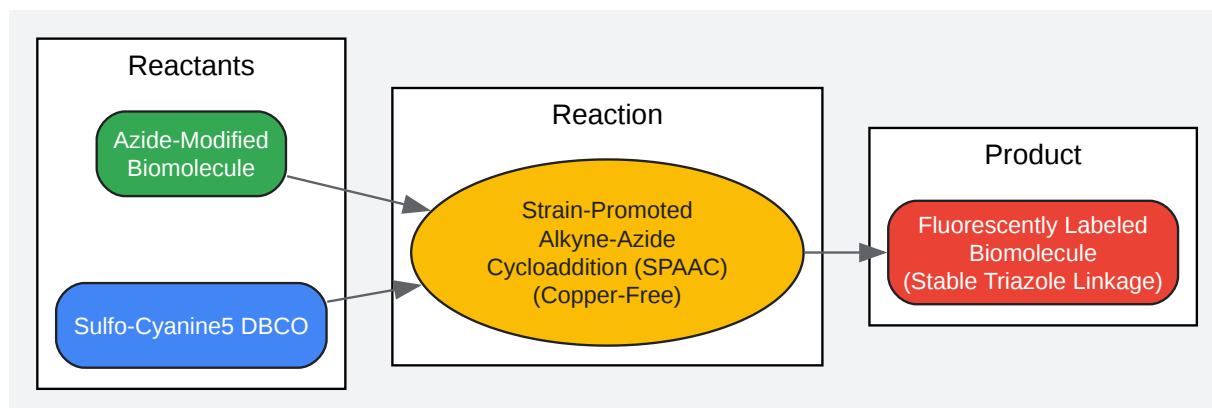 Reactants
Azide-Modified
Biomolecule
Sulfo-Cyanine5 DBCO
Reaction
Strain-Promoted
Alkyne-Azide
Cycloaddition (SPAAC)
(Copper-Free)
Product
Fluorescently Labeled
Biomolecule
(Stable Triazole Linkage)